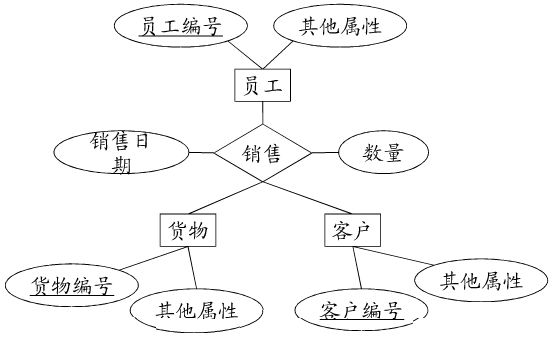 员工编号
其他属性
员工
销售日
期
销售
数量
货物
客户
货物编号
其他属性
客户编号
其他属性